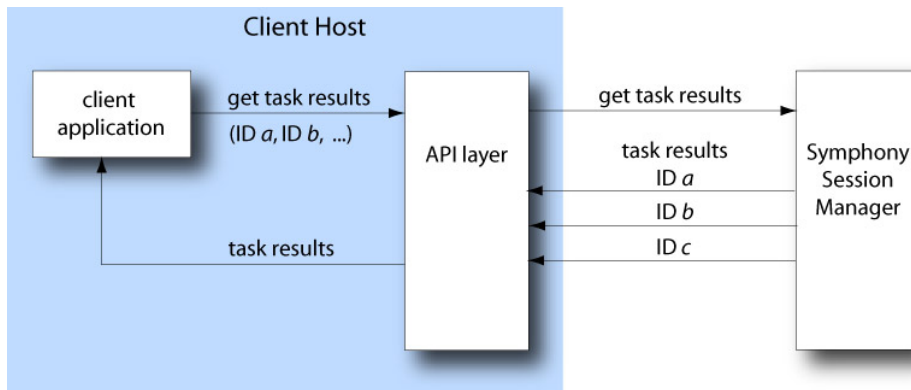 Client Host
client
application
get task results
(ID a, ID b, ...)
task results
API layer
get task results
task results
ID a
ID b
ID c
Symphony
Session
Manager